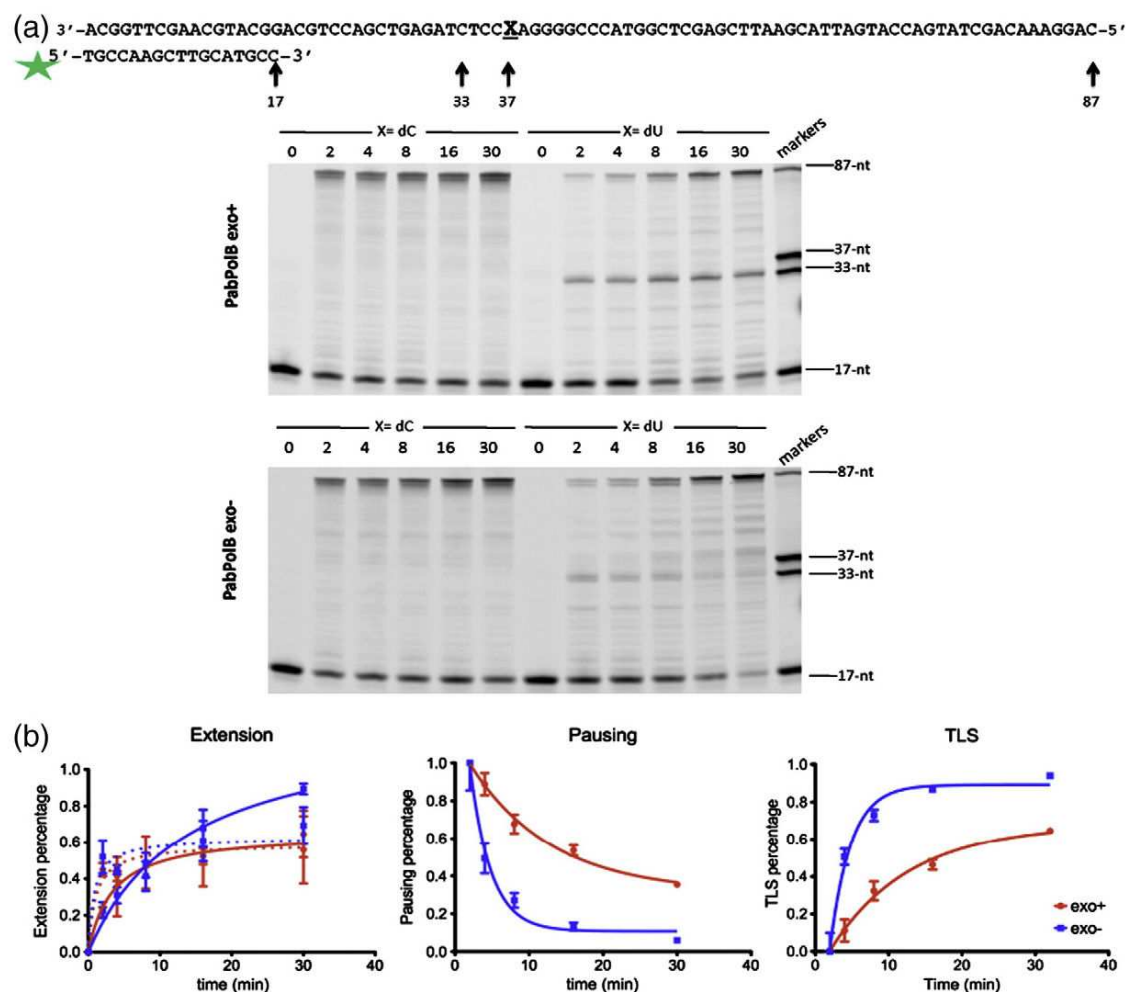 (a)
3'-ACGGTTCGAACGTACGGACGTCCAGCTGAGATCTCCXAGGGGCCCATGGCTCGAGCTTAAGCATTAGTACCAGTATCGACAAAGGAC-5'
5'-TGCCAAGCTTGCATGCC-3'
17 33 37 87
X= dC X= dU markers
0 2 4 8 16 30 0 2 4 8 16 30
PabPolB exo+
87-nt
37-nt
33-nt
17-nt
X= dC X= dU markers
0 2 4 8 16 30 0 2 4 8 16 30
PabPolB exo-
87-nt
37-nt
33-nt
17-nt
(b)
Extension
Extension percentage
1.0
0.8
0.6
0.4
0.2
0.0
0 10 20 30 40
time (min)
Pausing
Pausing percentage
1.0
0.8
0.6
0.4
0.2
0.0
0 10 20 30 40
time (min)
TLS
TLS percentage
1.0
0.8
0.6
0.4
0.2
0.0
0 10 20 30 40
Time (min)
exo+
exo-